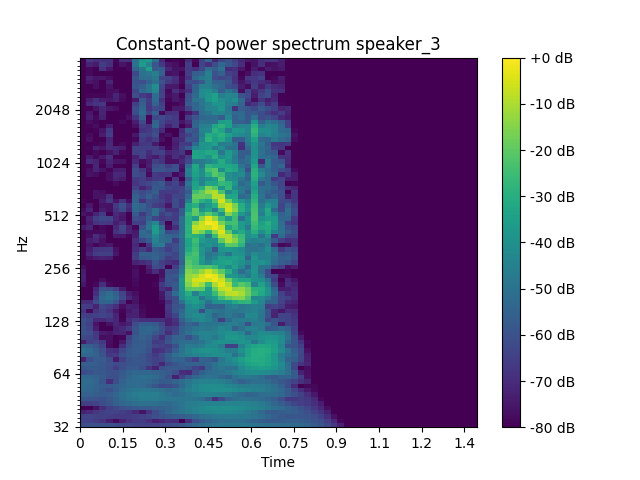 Constant-Q power spectrum speaker_3
Hz
2048
1024
512
256
128
64
32
0 0.15 0.3 0.45 0.6 0.75 0.9 1.1 1.2 1.4
Time
+0 dB
-10 dB
-20 dB
-30 dB
-40 dB
-50 dB
-60 dB
-70 dB
-80 dB